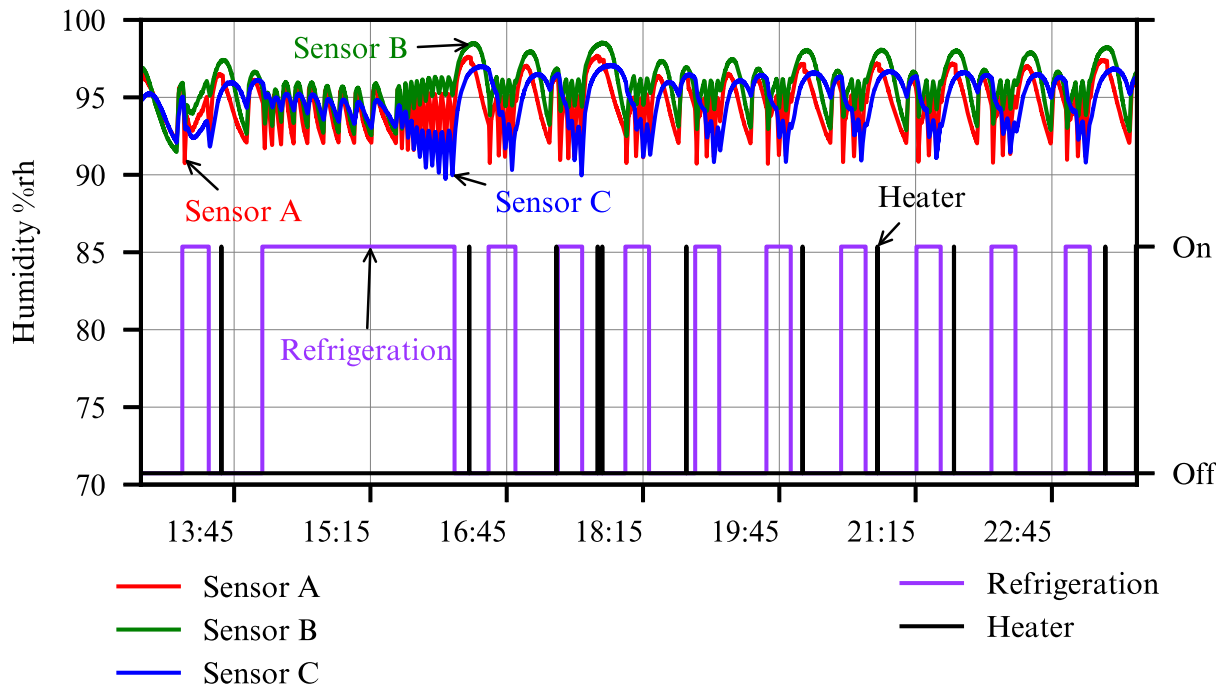 100
Sensor B
95
90
Sensor C
Heater
Sensor A
On
85
Humidity %rh
80
Refrigeration
75
70
Off
13:45 15:15 16:45 18:15 19:45 21:15 22:45
Sensor A
Refrigeration
Sensor B
Heater
Sensor C